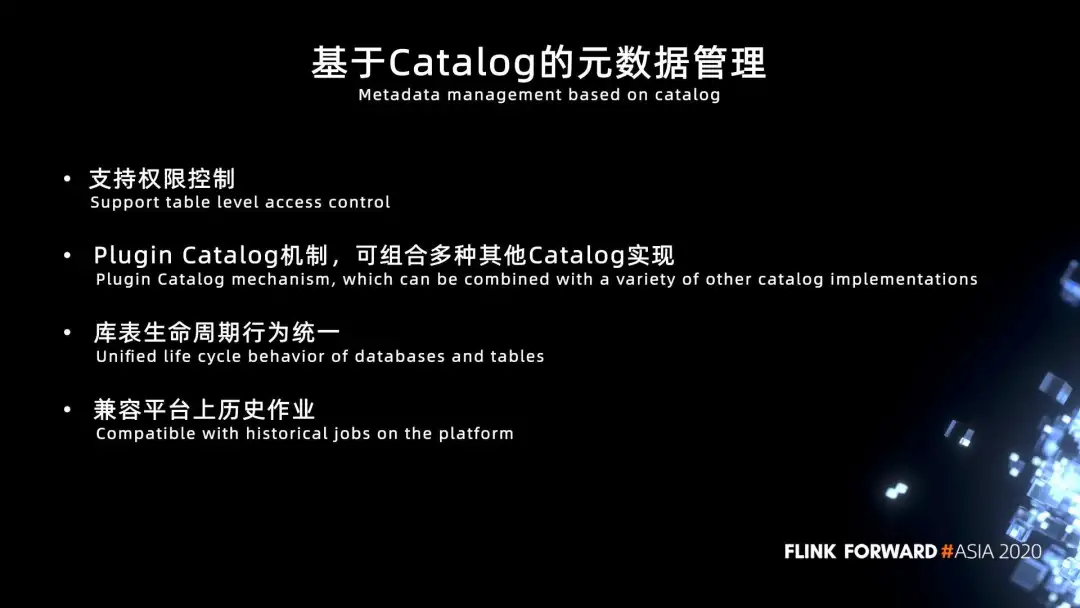 基于Catalog的元数据管理
Metadata management based on catalog
• 支持权限控制
Support table level access control
• Plugin Catalog机制，可组合多种其他Catalog实现
Plugin Catalog mechanism, which can be combined with a variety of other catalog implementations
• 库表生命周期行为统一
Unified life cycle behavior of databases and tables
• 兼容平台上历史作业
Compatible with historical jobs on the platform
FLINK FORWARD #ASIA 2020